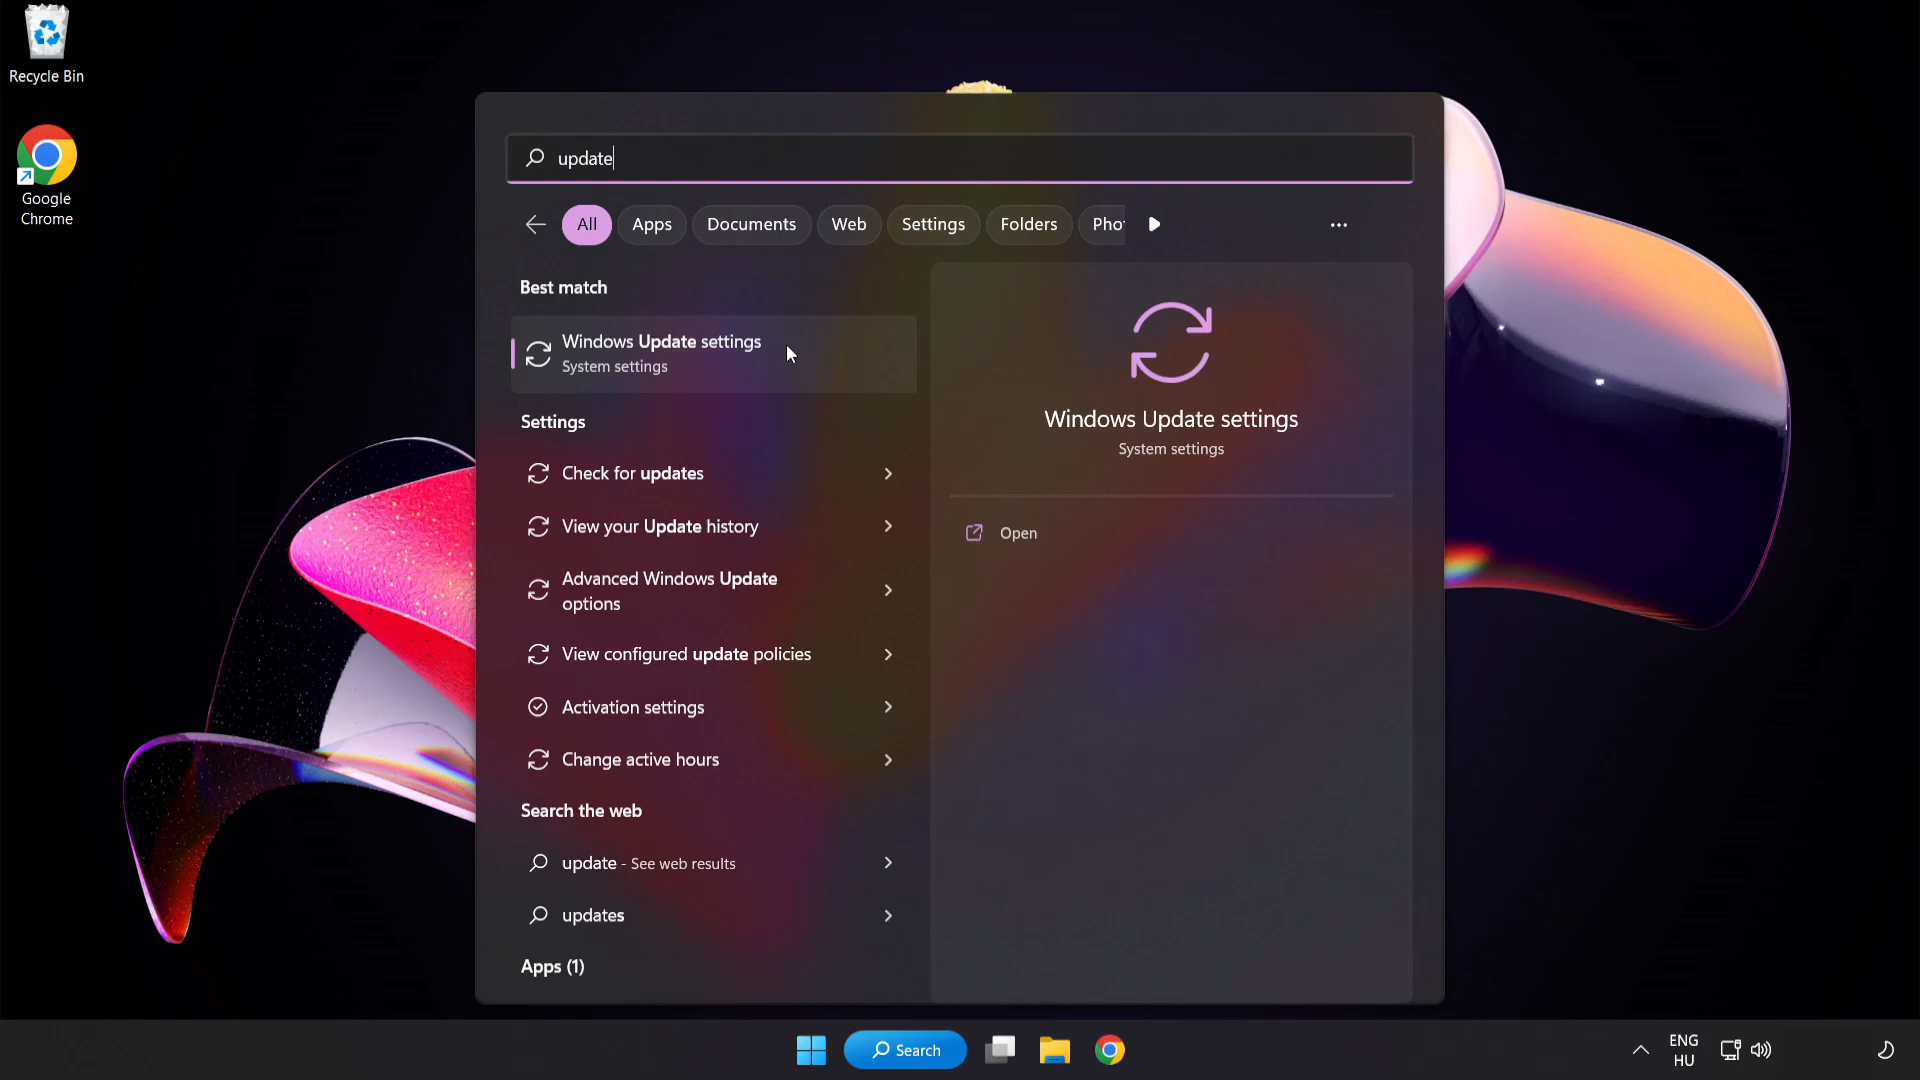 Recycle Bin
Google
Chrome
update
All
Apps
Documents
Web
Settings
Folders
Best match
Windows Update settings
System settings
Settings
Check for updates
View your Update history
Advanced Windows Update
options
View configured update policies
Activation settings
Change active hours
Search the web
update - See web results
updates
Apps (1)
Windows Update settings
System settings
Open
Search
ENG
HU